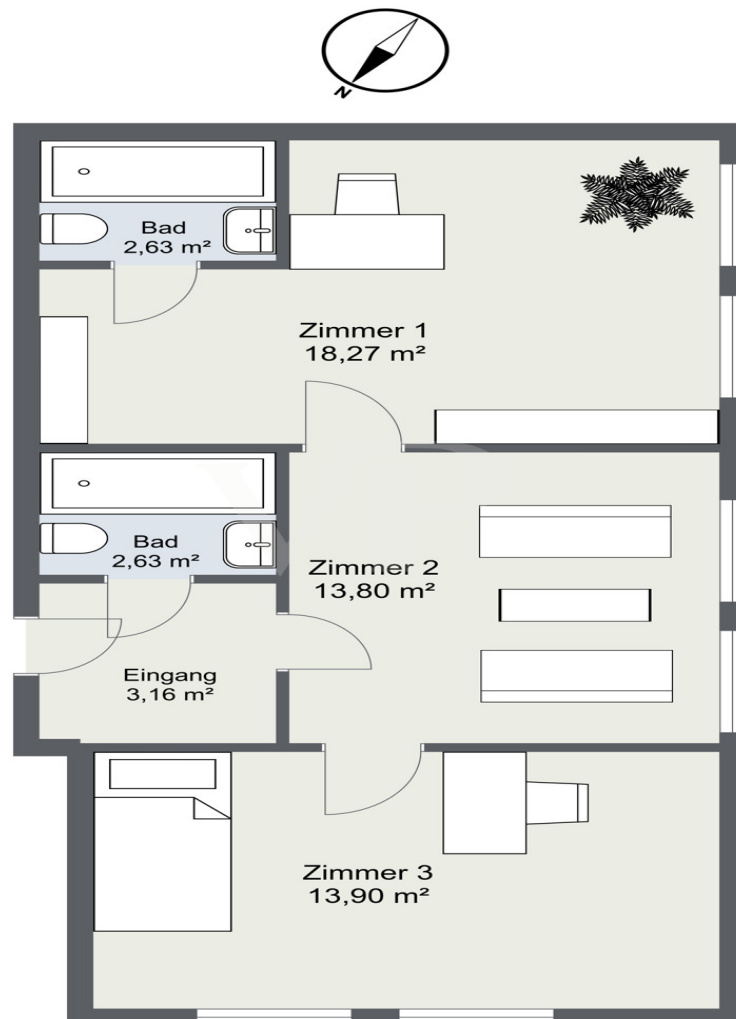 N
Bad
2,63 m²
Zimmer 1
18,27 m²
Bad
2,63 m²
Zimmer 2
13,80 m²
Eingang
3,16 m²
Zimmer 3
13,90 m²